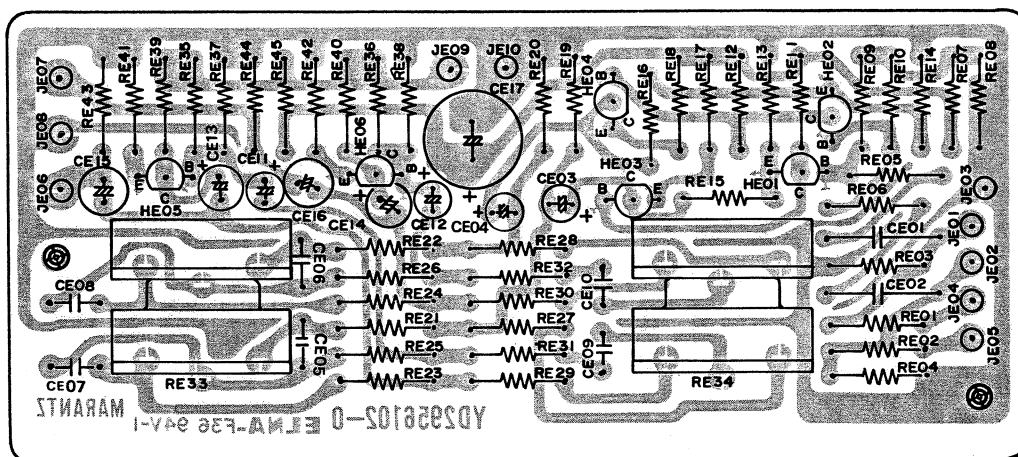 JE07
RE43
RE41
RE39
RE35
RE37
RE44
RE45
RE42
RE40
RE36
RE38
JE09
JE10
RE20
RE19
HE04
RE16
RE18
RE17
RE12
RE13
RE11
HE02
RE09
RE10
RE14
RE07
RE08
CE17
B
E
C
C
B
JE08
CE15
CE13
CE11
HE06
C
E
B
E
B
C
JE06
HE05
CE16
CE14
CE12
CE04
CE03
HE03
B
C
E
RE15
HE01
E
B
C
RE05
RE06
JE03
JE01
CE06
RE22
RE28
CE01
RE03
JE02
CE08
RE26
RE32
CE10
CE02
JE04
RE24
RE30
RE01
RE21
RE27
RE02
JE05
CE05
RE25
RE31
CE09
CE07
RE33
RE23
RE29
RE34
RE04
MARANTZ
ELNA-F36 94V-1
YD2956102-0